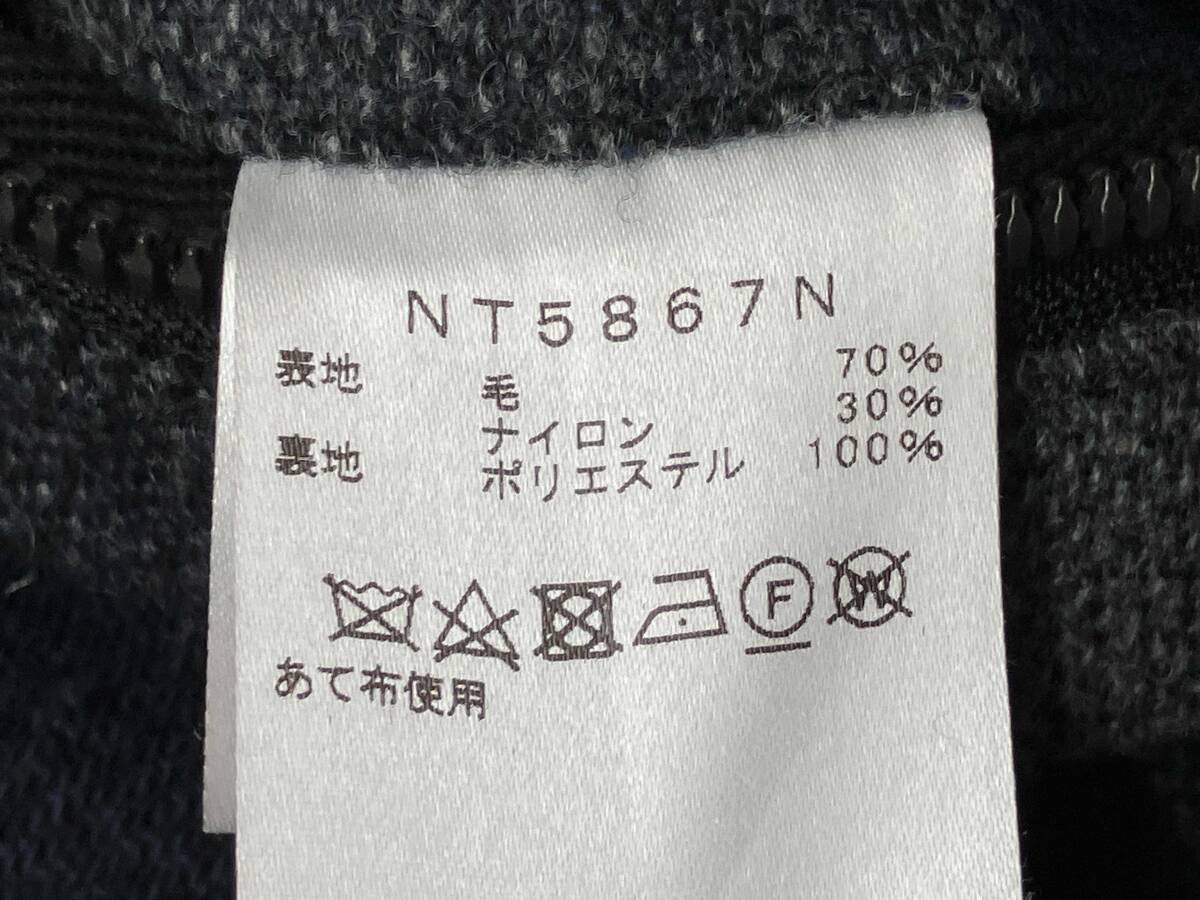 NT5867N
表地 毛 70%
ナイロン 30%
裏地 ポリエステル 100%
F W
あて布使用